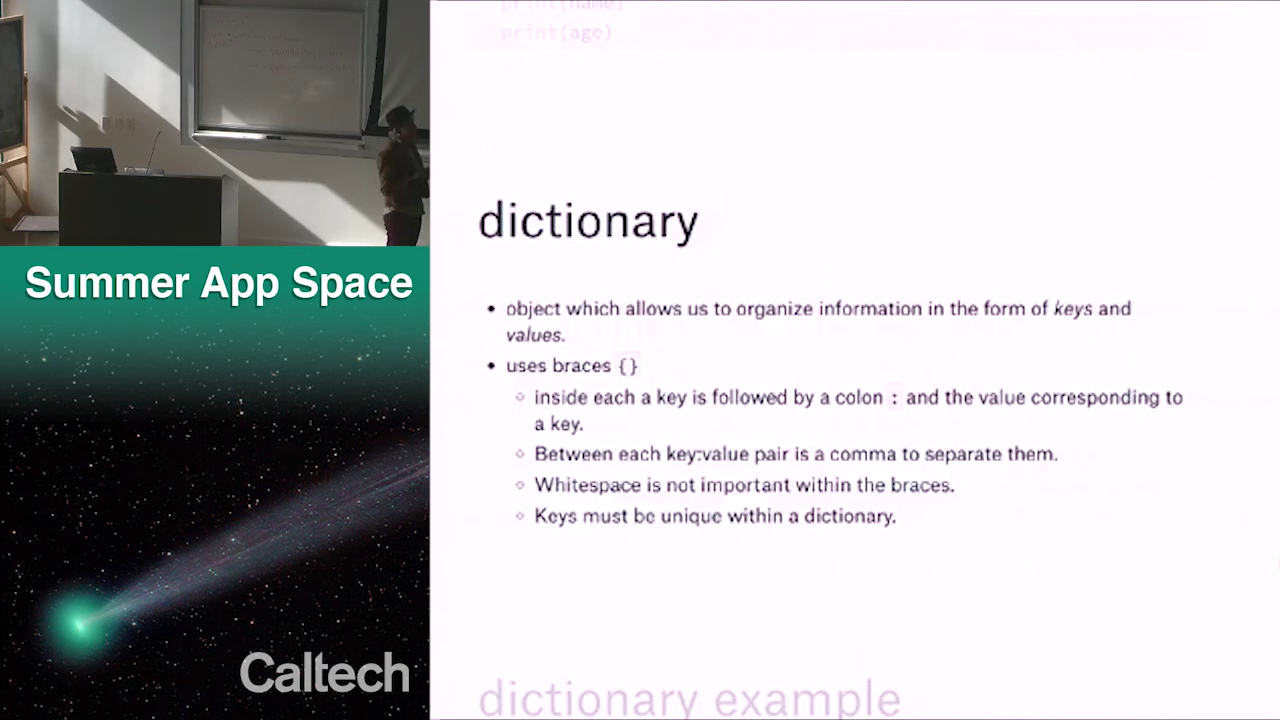 Summer App Space
Caltech
print(name)
print(age)
dictionary
• object which allows us to organize information in the form of keys and
values.
• uses braces {}
◦ inside each a key is followed by a colon : and the value corresponding to
a key.
◦ Between each key:value pair is a comma to separate them.
◦ Whitespace is not important within the braces.
◦ Keys must be unique within a dictionary.
dictionary example